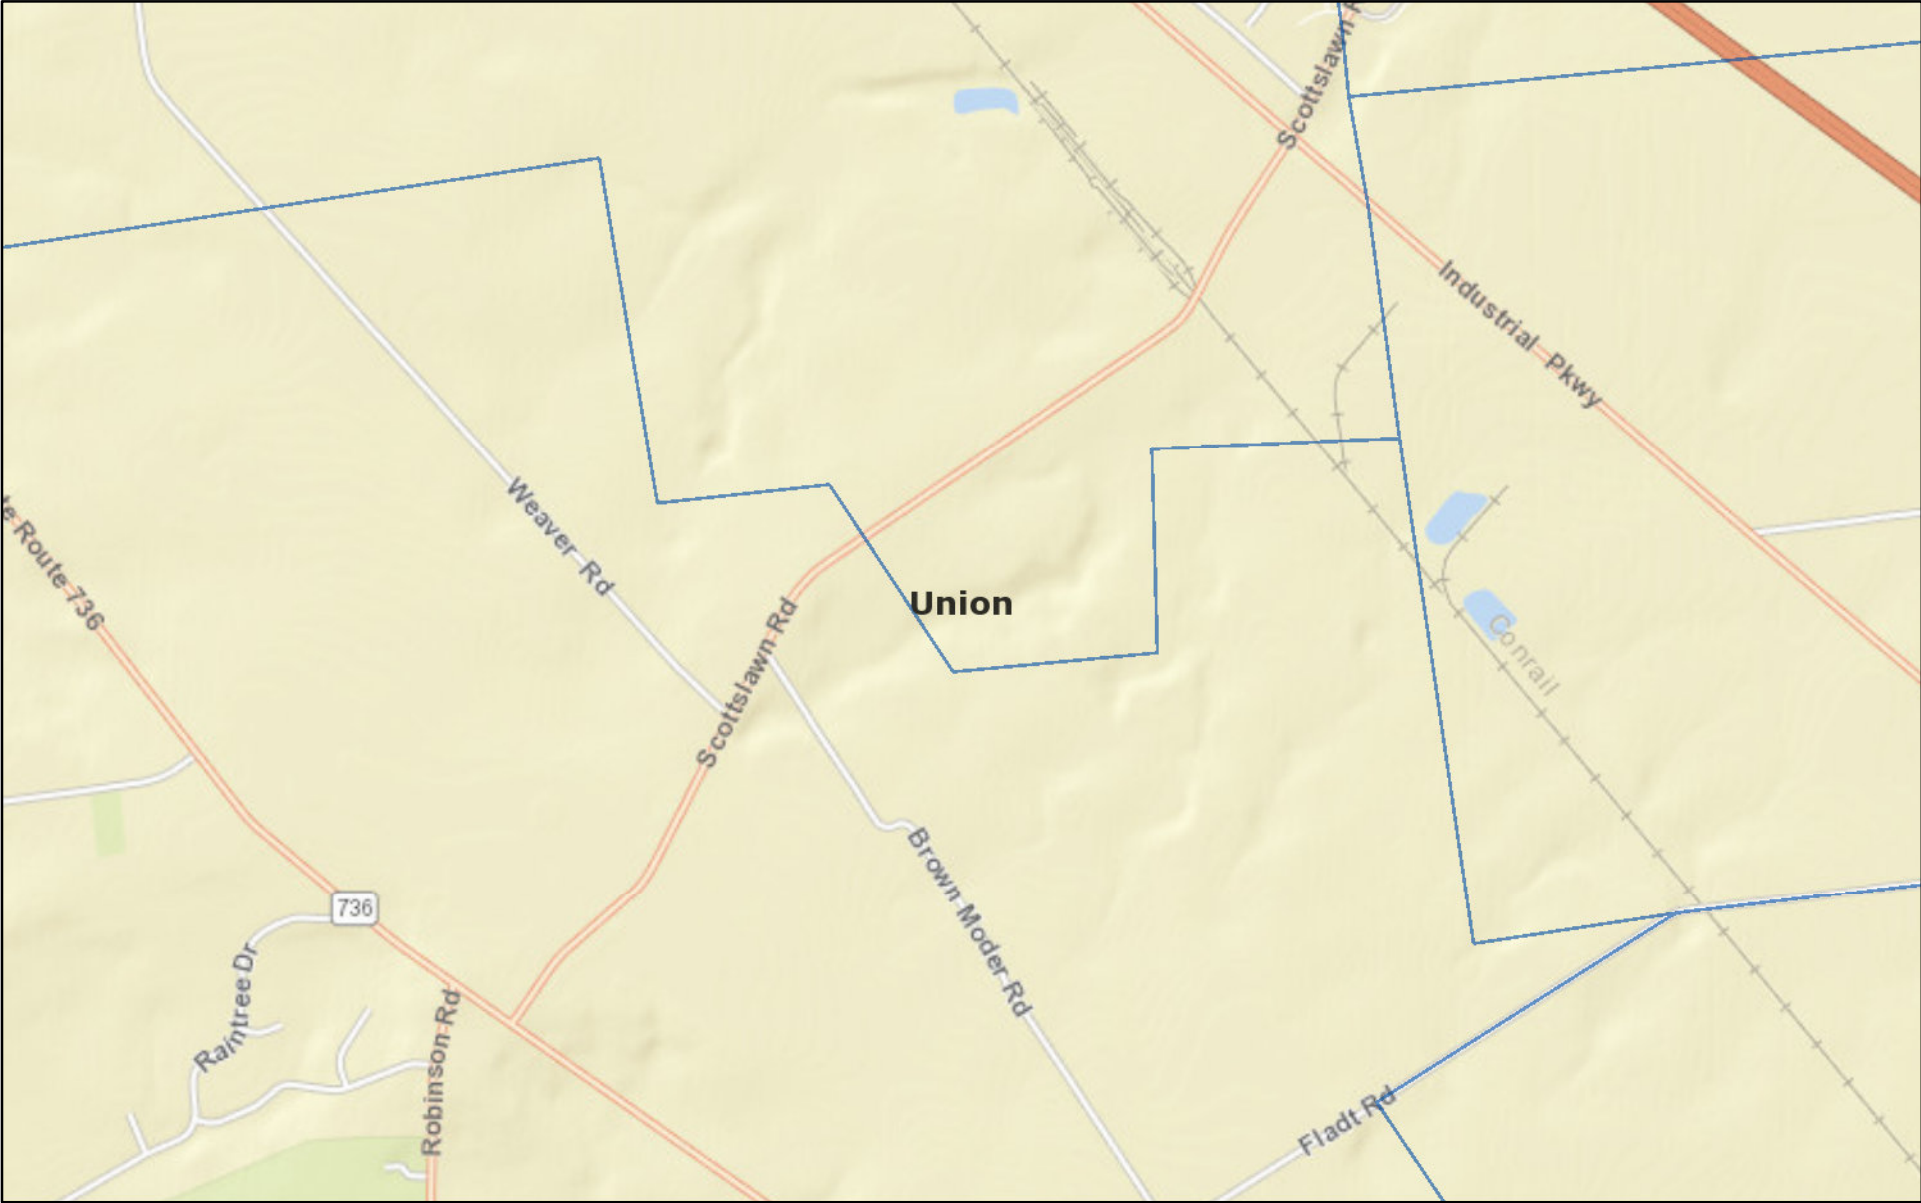 Scottslawn R
Industrial Pkwy
Weaver Rd
te Route 736
Union
Scottslawn Rd
Conrail
Brown Moder Rd
736
Raintree Dr
Robinson Rd
Fladt Rd